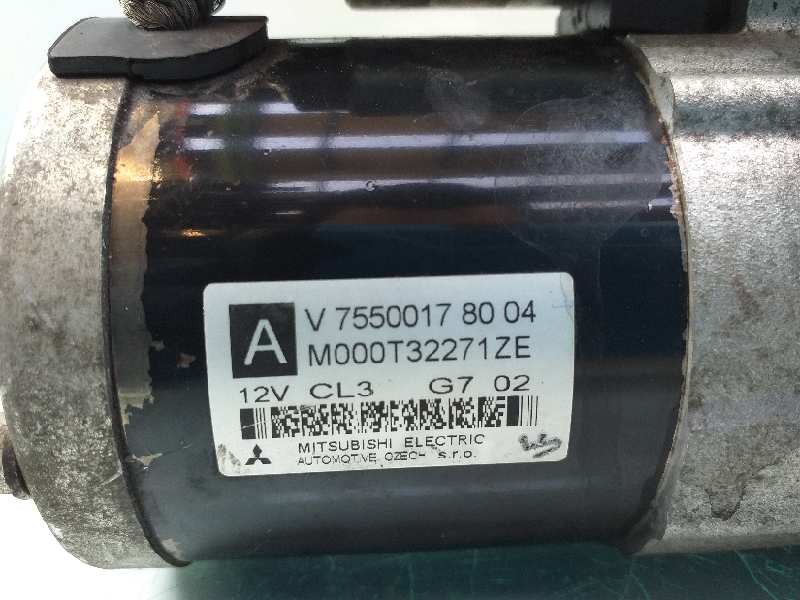 A
V 7550017 80 04
M000T32271ZE
12V CL3 G7 02
MITSUBISHI ELECTRIC
AUTOMOTIVE CZECH s.r.o.